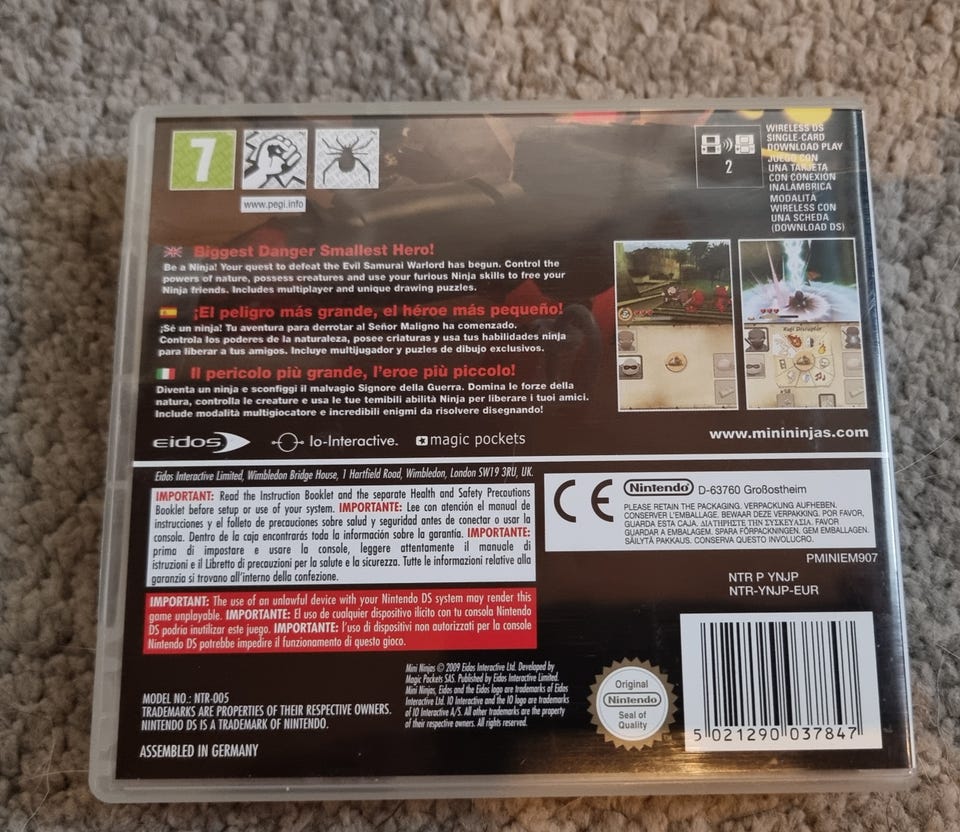 7
www.pegi.info
2
WIRELESS DS
SINGLE-CARD
DOWNLOAD PLAY
JUEGO CON
UNA TARJETA
CON CONEXIÓN
INALÁMBRICA
MODALITÀ
WIRELESS CON
UNA SCHEDA
(DOWNLOAD DS)
Biggest Danger Smallest Hero!
Be a Ninja! Your quest to defeat the Evil Samurai Warlord has begun. Control the
powers of nature, possess creatures and use your furious Ninja skills to free your
Ninja friends. Includes multiplayer and unique drawing puzzles.
¡El peligro más grande, el héroe más pequeño!
¡Sé un ninja! Tu aventura para derrotar al Señor Maligno ha comenzado.
Controla los poderes de la naturaleza, posee criaturas y usa tus habilidades ninja
para liberar a tus amigos. Incluye multijugador y puzles de dibujo exclusivos.
Il pericolo più grande, l'eroe più piccolo!
Diventa un ninja e sconfiggi il malvagio Signore della Guerra. Domina le forze della
natura, controlla le creature e usa le tue temibili abilità Ninja per liberare i tuoi amici.
Include modalità multigiocatore e incredibili enigmi da risolvere disegnando!
Kuji Disruptor
eidos
Io-Interactive.
magic pockets
www.minininjas.com
Eidos Interactive Limited, Wimbledon Bridge House, 1 Hartfield Road, Wimbledon, London SW19 3RU, UK.
IMPORTANT: Read the Instruction Booklet and the separate Health and Safety Precautions
Booklet before setup or use of your system. IMPORTANTE: Lee con atención el manual de
instrucciones y el folleto de precauciones sobre salud y seguridad antes de conectar o usar la
consola. Dentro de la caja encontrarás toda la información sobre la garantía. IMPORTANTE:
prima di impostare e usare la console, leggere attentamente il manuale di
istruzioni e il Libretto di precauzioni per la salute e la sicurezza. Tutte le informazioni relative alla
garanzia si trovano all'interno della confezione.
IMPORTANT: The use of an unlawful device with your Nintendo DS system may render this
game unplayable. IMPORTANTE: El uso de cualquier dispositivo ilícito con tu consola Nintendo
DS podría inutilizar este juego. IMPORTANTE: l'uso di dispositivi non autorizzati per la console
Nintendo DS potrebbe impedire il funzionamento di questo gioco.
CE
Nintendo D-63760 Großostheim
PLEASE RETAIN THE PACKAGING. VERPACKUNG AUFHEBEN.
CONSERVER L'EMBALLAGE. BEWAAR DEZE VERPAKKING. POR FAVOR,
GUARDA ESTA CAJA. ΔΙΑΤΗΡΗΣΤΕ ΤΗΝ ΣΥΣΚΕΥΑΣΙΑ. FAVOR
GUARDAR A EMBALAGEM. SPARA FÖRPACKNINGEN. GEM EMBALLAGEN.
SÄILYTÄ PAKKAUS. CONSERVA QUESTO INVOLUCRO.
PMINIEM907
NTR P YNJP
NTR-YNJP-EUR
MODEL NO.: NTR-005
TRADEMARKS ARE PROPERTIES OF THEIR RESPECTIVE OWNERS.
NINTENDO DS IS A TRADEMARK OF NINTENDO.
ASSEMBLED IN GERMANY
Mini Ninjas © 2009 Eidos Interactive Ltd. Developed by
Magic Pockets SAS. Published by Eidos Interactive Limited.
Mini Ninjas, Eidos and the Eidos logo are trademarks of Eidos
Interactive Ltd. IO Interactive and the IO logo are trademarks
of IO Interactive A/S. All other trademarks are the property
of their respective owners. All rights reserved.
Original
Nintendo
Seal of
Quality
5 021290 037847